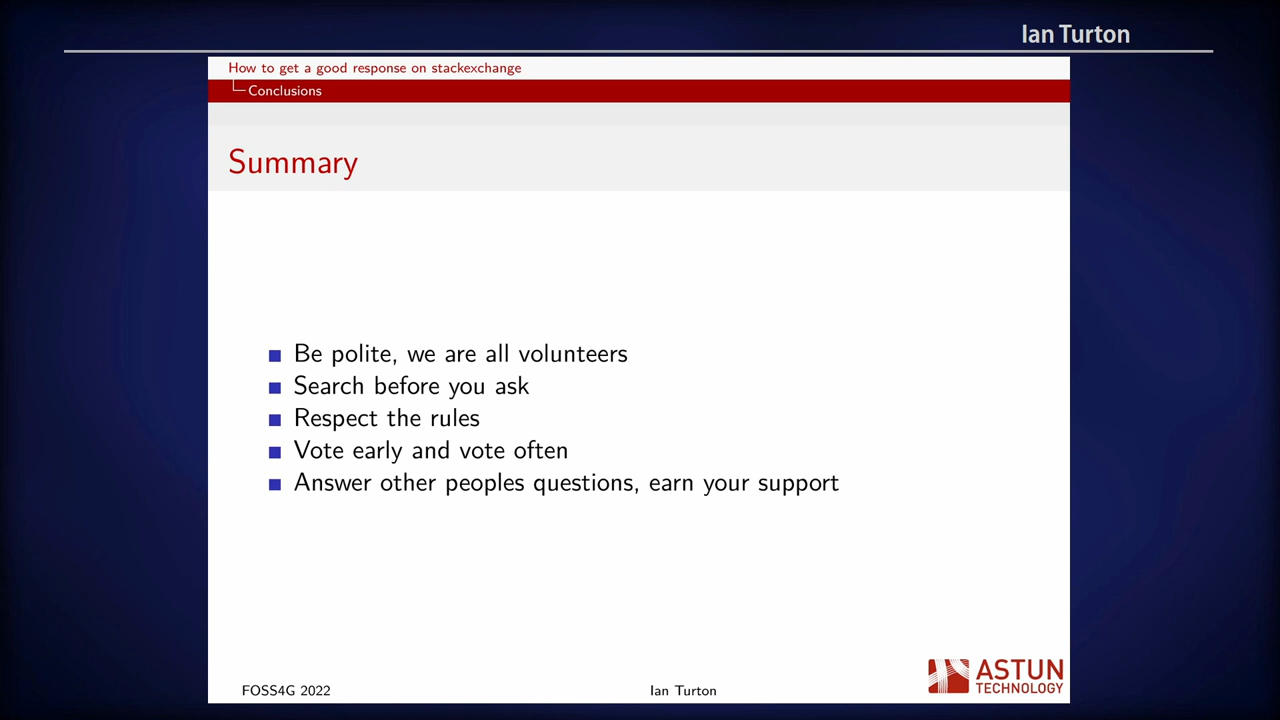 Ian Turton
How to get a good response on stackexchange
Conclusions
Summary
Be polite, we are all volunteers
Search before you ask
Respect the rules
Vote early and vote often
Answer other peoples questions, earn your support
FOSS4G 2022
Ian Turton
ASTUN
TECHNOLOGY